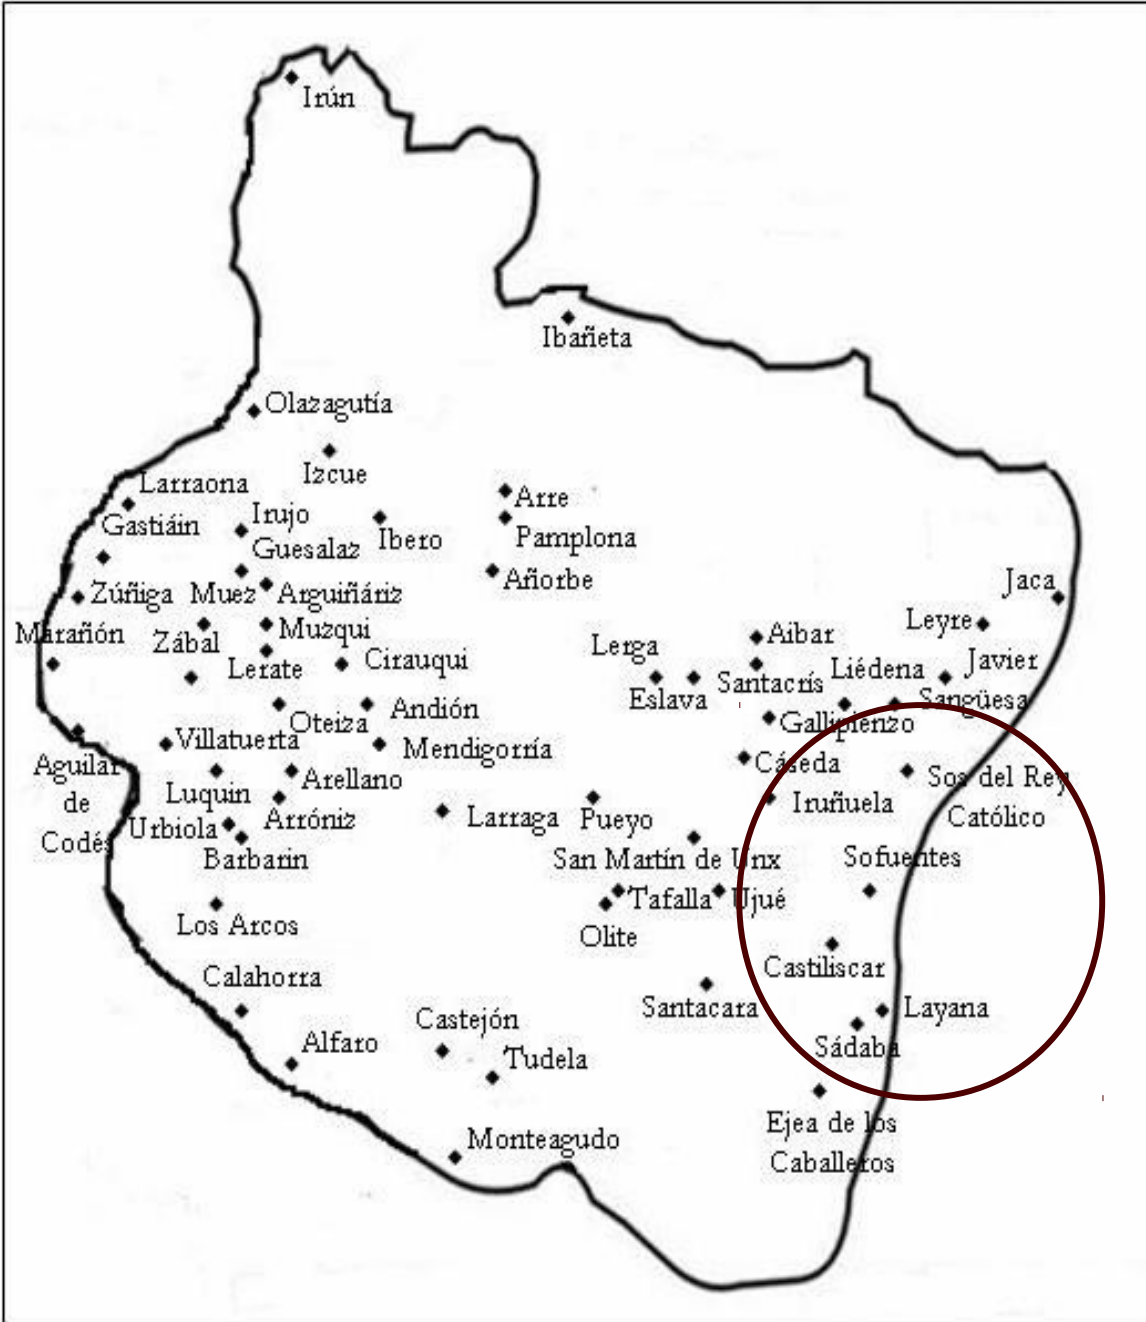 Irún
Ibañeta
Olazagutía
Izcue
Larraona
Arre
Gastiáin
Irujo
Ibero
Pamplona
Guesalaz
Añorbe
Jaca
Zúñiga
Muez
Arguiñáriz
Leyre
Marañón
Zábal
Muzqui
Aibar
Lerga
Lerate
Cirauqui
Liédena
Javier
Santacrís
Eslava
Sangüesa
Oteiza
Andión
Gallipienzo
Villatuerta
Mendigorría
Cáseda
Aguilar
de
Codés
Luquin
Arellano
Sos del Rey
Católico
Iruñuela
Urbiola
Arróniz
Larraga
Pueyo
Barbarin
San Martín de Unx
Sofuentes
Tafalla
Ujué
Los Arcos
Olite
Castiliscar
Calahorra
Santacara
Layana
Castejón
Alfaro
Tudela
Sádaba
Ejea de los
Caballeros
Monteagudo